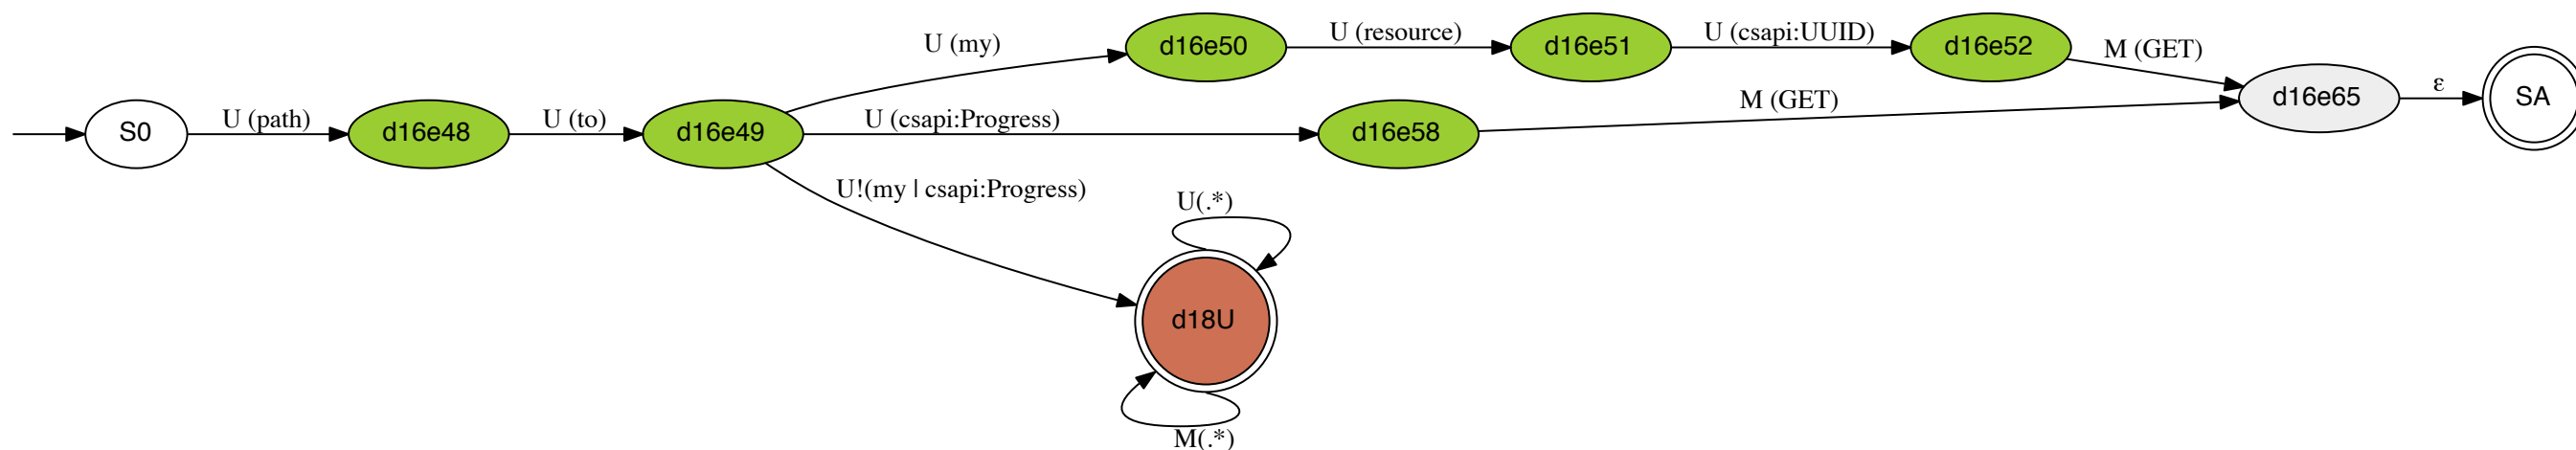 U (my)
d16e50
U (resource)
d16e51
U (csapi:UUID)
d16e52
M (GET)
S0
U (path)
d16e48
U (to)
d16e49
U (csapi:Progress)
d16e58
M (GET)
d16e65
ε
SA
U!(my | csapi:Progress)
U(.*)
d18U
M(.*)